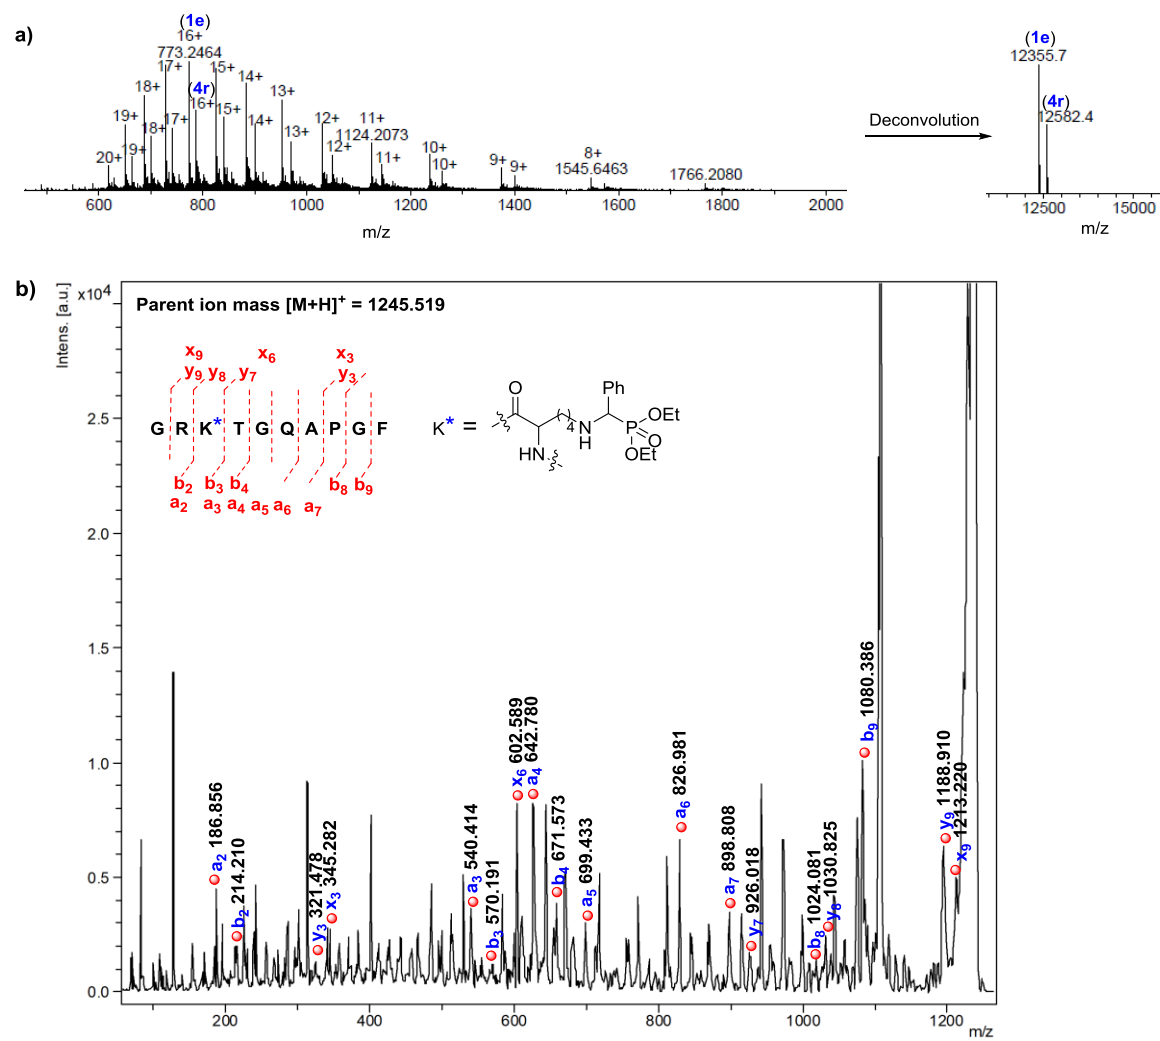 a)
(1e)
16+
773.2464
17+
15+
(4r)
18+
16+
14+
13+
19+
18+
17+
15+
14+
12+
11+
1124.2073
20+
19+
13+
12+
11+
10+
10+
9+
9+
8+
1545.6463
1766.2080
600 800 1000 1200 1400 1600 1800 2000
m/z
Deconvolution
(1e)
12355.7
(4r)
12582.4
12500 15000
m/z
b)
x10⁴
Intens. [a.u.]
Parent ion mass [M+H]⁺ = 1245.519
x₉ x₆ x₃
y₉ y₈ y₇ y₃
G R K* T G Q A P G F
b₂ b₃ b₄ b₈ b₉
a₂ a₃ a₄ a₅ a₆ a₇
K* =
O
Ph
4
N
H
P
OEt
O
OEt
HN
2.5
2.0
1.5
1.0
0.5
0.0
a₂ 186.856
b₂ 214.210
y₃ 321.478
x₃ 345.282
a₃ 540.414
b₃ 570.191
x₆ 602.589
a₄ 642.780
b₄ 671.573
a₅ 699.433
a₆ 826.981
a₇ 898.808
y₇ 926.018
b₈ 1024.081
y₈ 1030.825
b₉ 1080.386
y₉ 1188.910
x₉ 1213.220
200 400 600 800 1000 1200
m/z